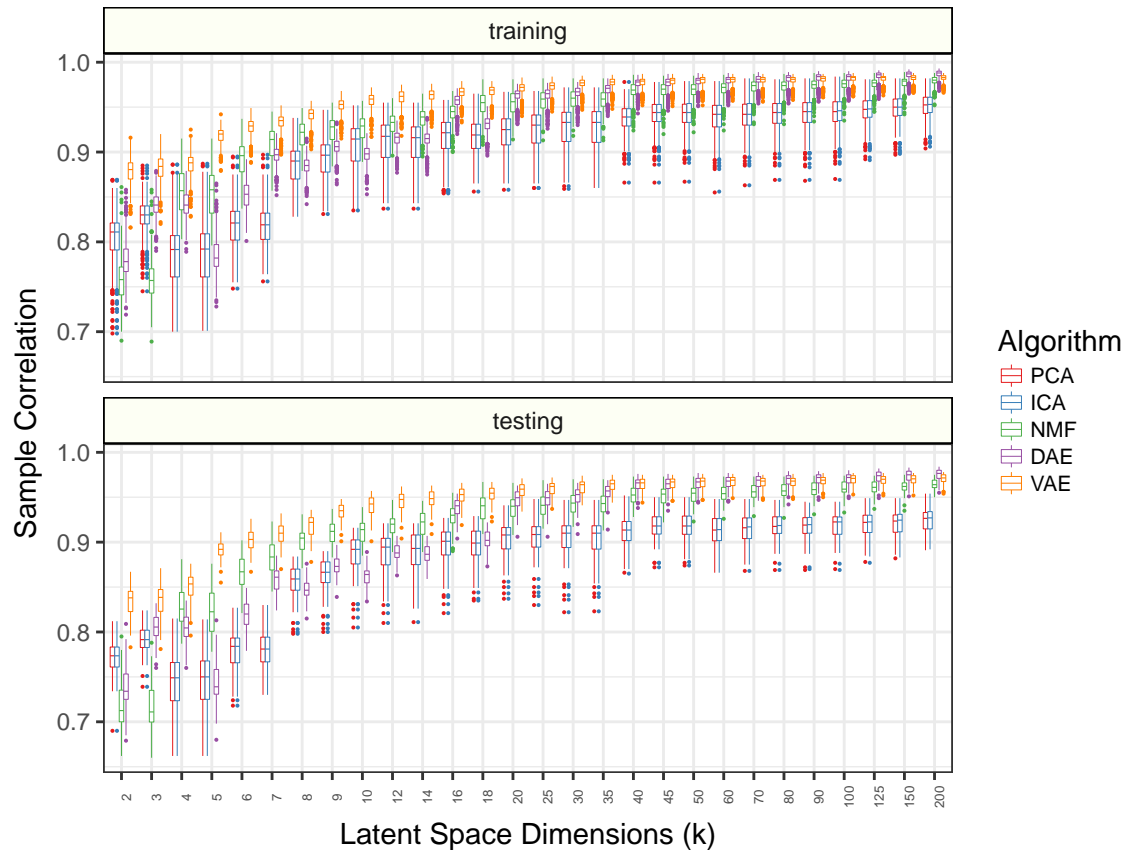 training
1.0
0.9
0.8
0.7
testing
1.0
0.9
0.8
0.7
Sample Correlation
2 3 4 5 6 7 8 9 10 12 14 16 18 20 25 30 35 40 45 50 60 70 80 90 100 125 150 200
Latent Space Dimensions (k)
Algorithm
PCA
ICA
NMF
DAE
VAE